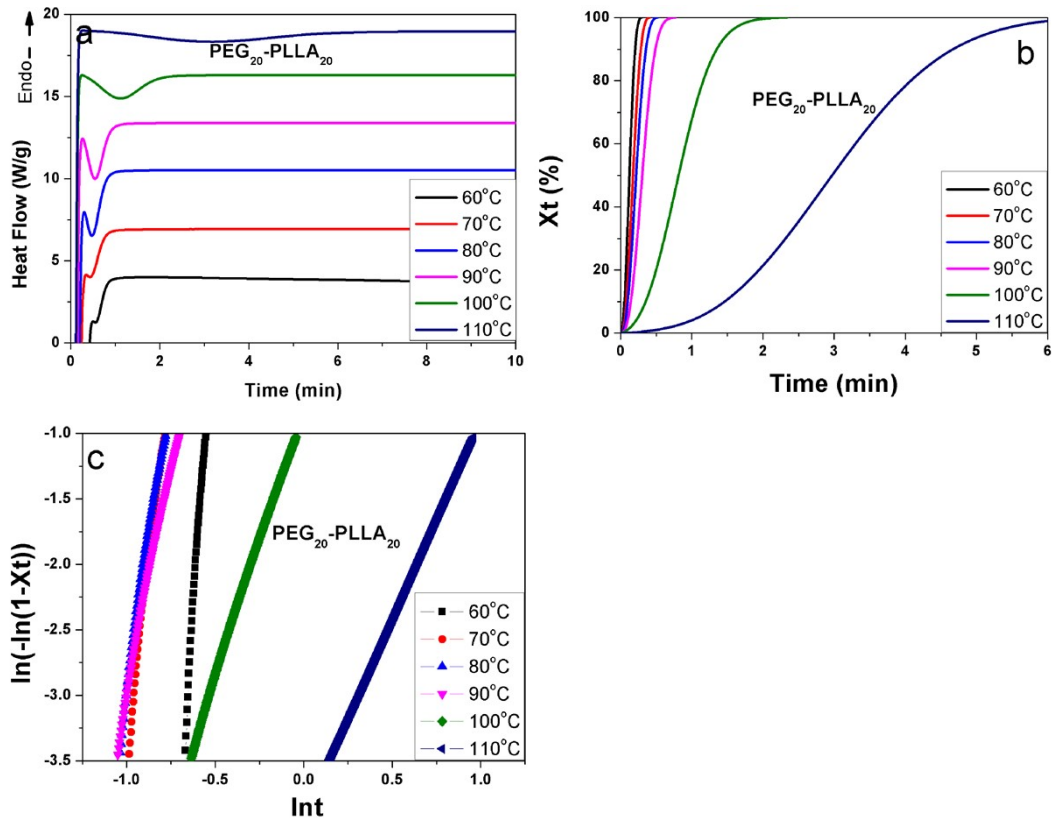 a
PEG20-PLLA20
Endo
Heat Flow (W/g)
20
15
10
5
0
60°C
70°C
80°C
90°C
100°C
110°C
0 2 4 6 8 10
Time (min)
b
PEG20-PLLA20
Xt (%)
100
80
60
40
20
0
60°C
70°C
80°C
90°C
100°C
110°C
0 1 2 3 4 5 6
Time (min)
c
PEG20-PLLA20
ln(-ln(1-Xt))
-1.0
-1.5
-2.0
-2.5
-3.0
-3.5
60°C
70°C
80°C
90°C
100°C
110°C
-1.0 -0.5 0.0 0.5 1.0
lnt